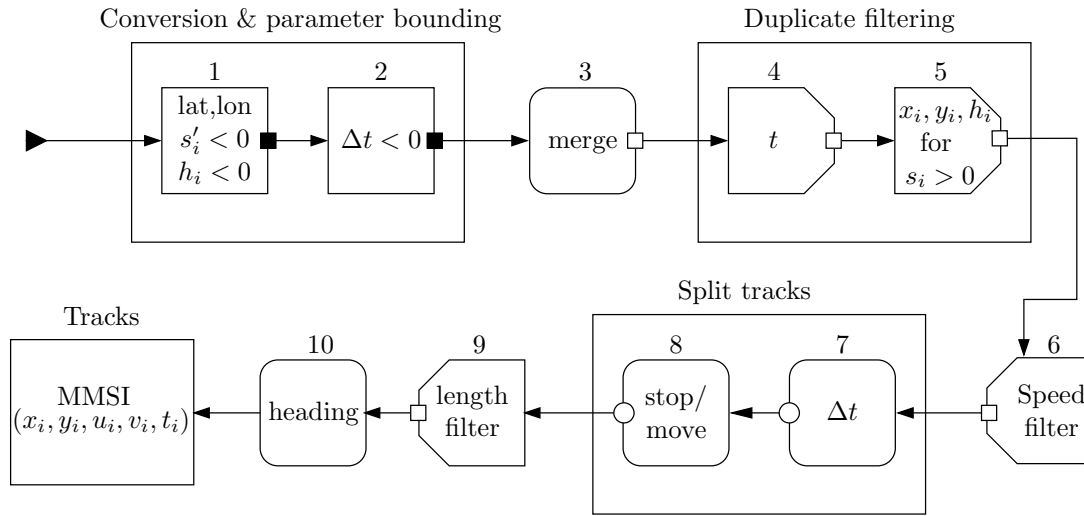 Conversion & parameter bounding
Duplicate filtering
1
2
3
4
5
lat,lon
s′ᵢ < 0
hᵢ < 0
Δt < 0
merge
t
xᵢ, yᵢ, hᵢ
for
sᵢ > 0
Split tracks
Tracks
10
9
8
7
6
MMSI
(xᵢ, yᵢ, uᵢ, vᵢ, tᵢ)
heading
length
filter
stop/
move
Δt
Speed
filter